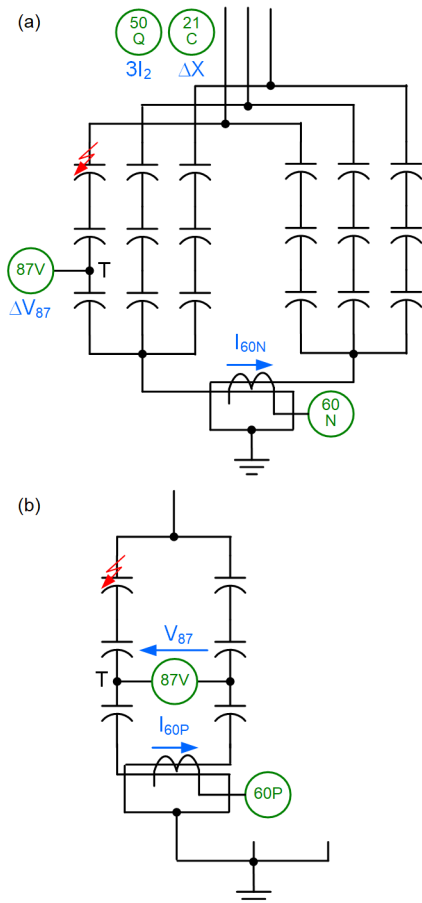 (a)
50
Q
21
C
3I₂
ΔX
87V
T
ΔV₈₇
I₆₀N
60
N
(b)
V₈₇
T
87V
I₆₀P
60P